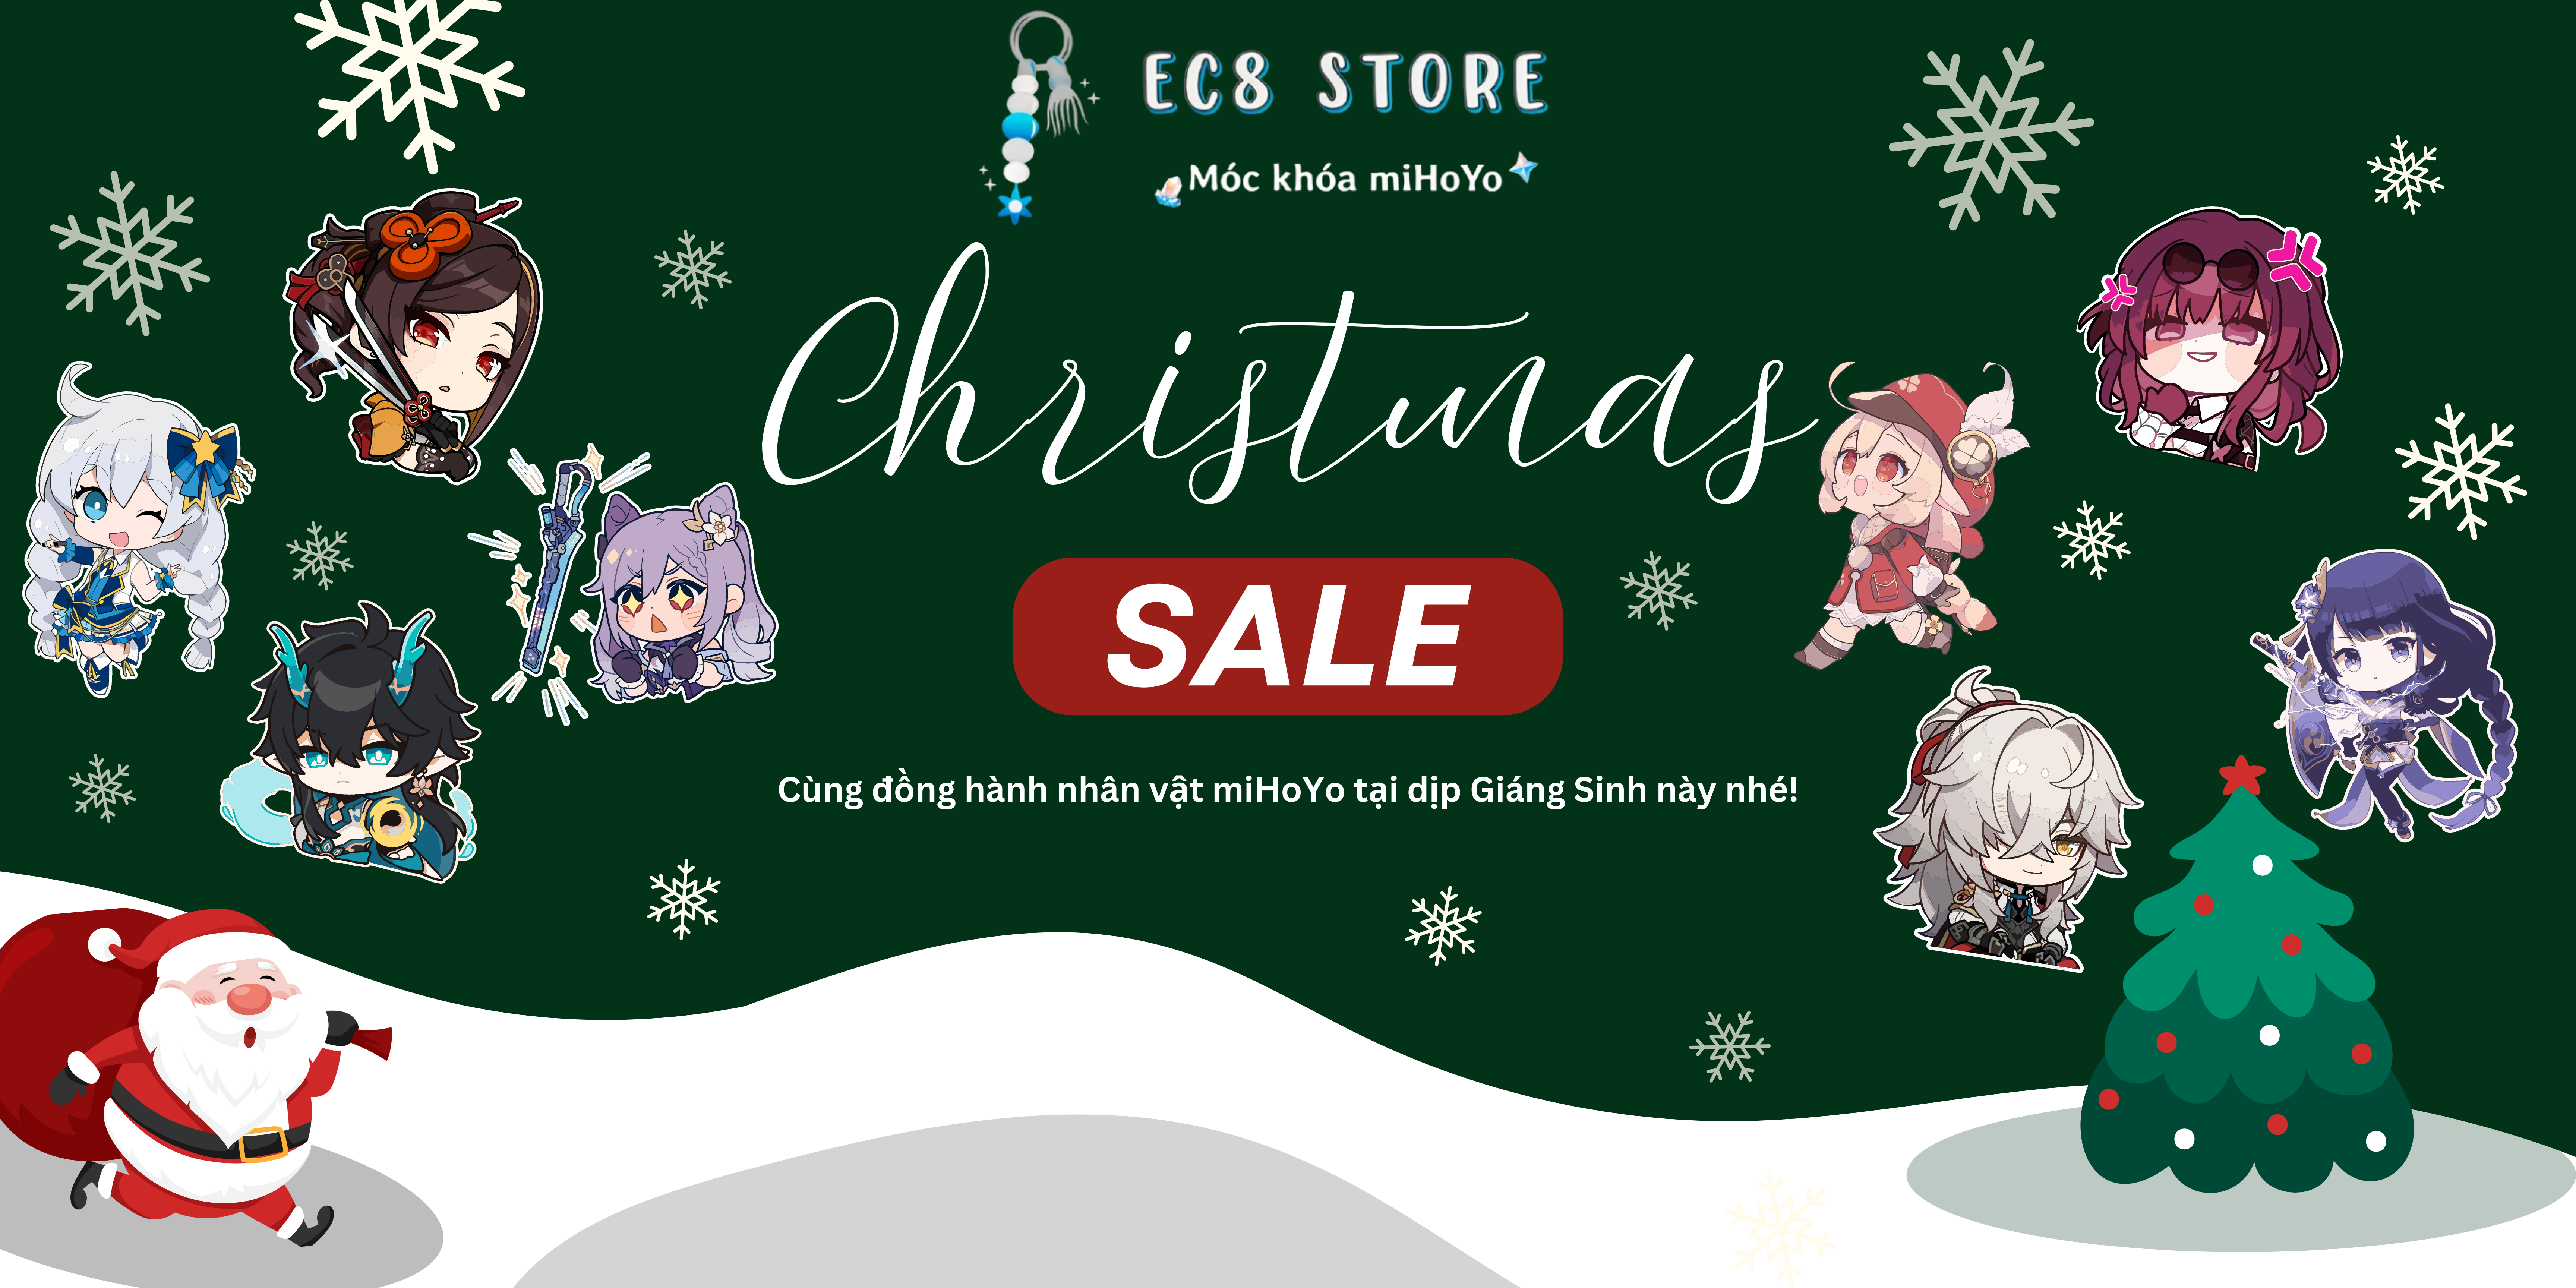 EC8 STORE
Móc khóa miHoYo
Christmas
SALE
Cùng đồng hành nhân vật miHoYo tại dịp Giáng Sinh này nhé!